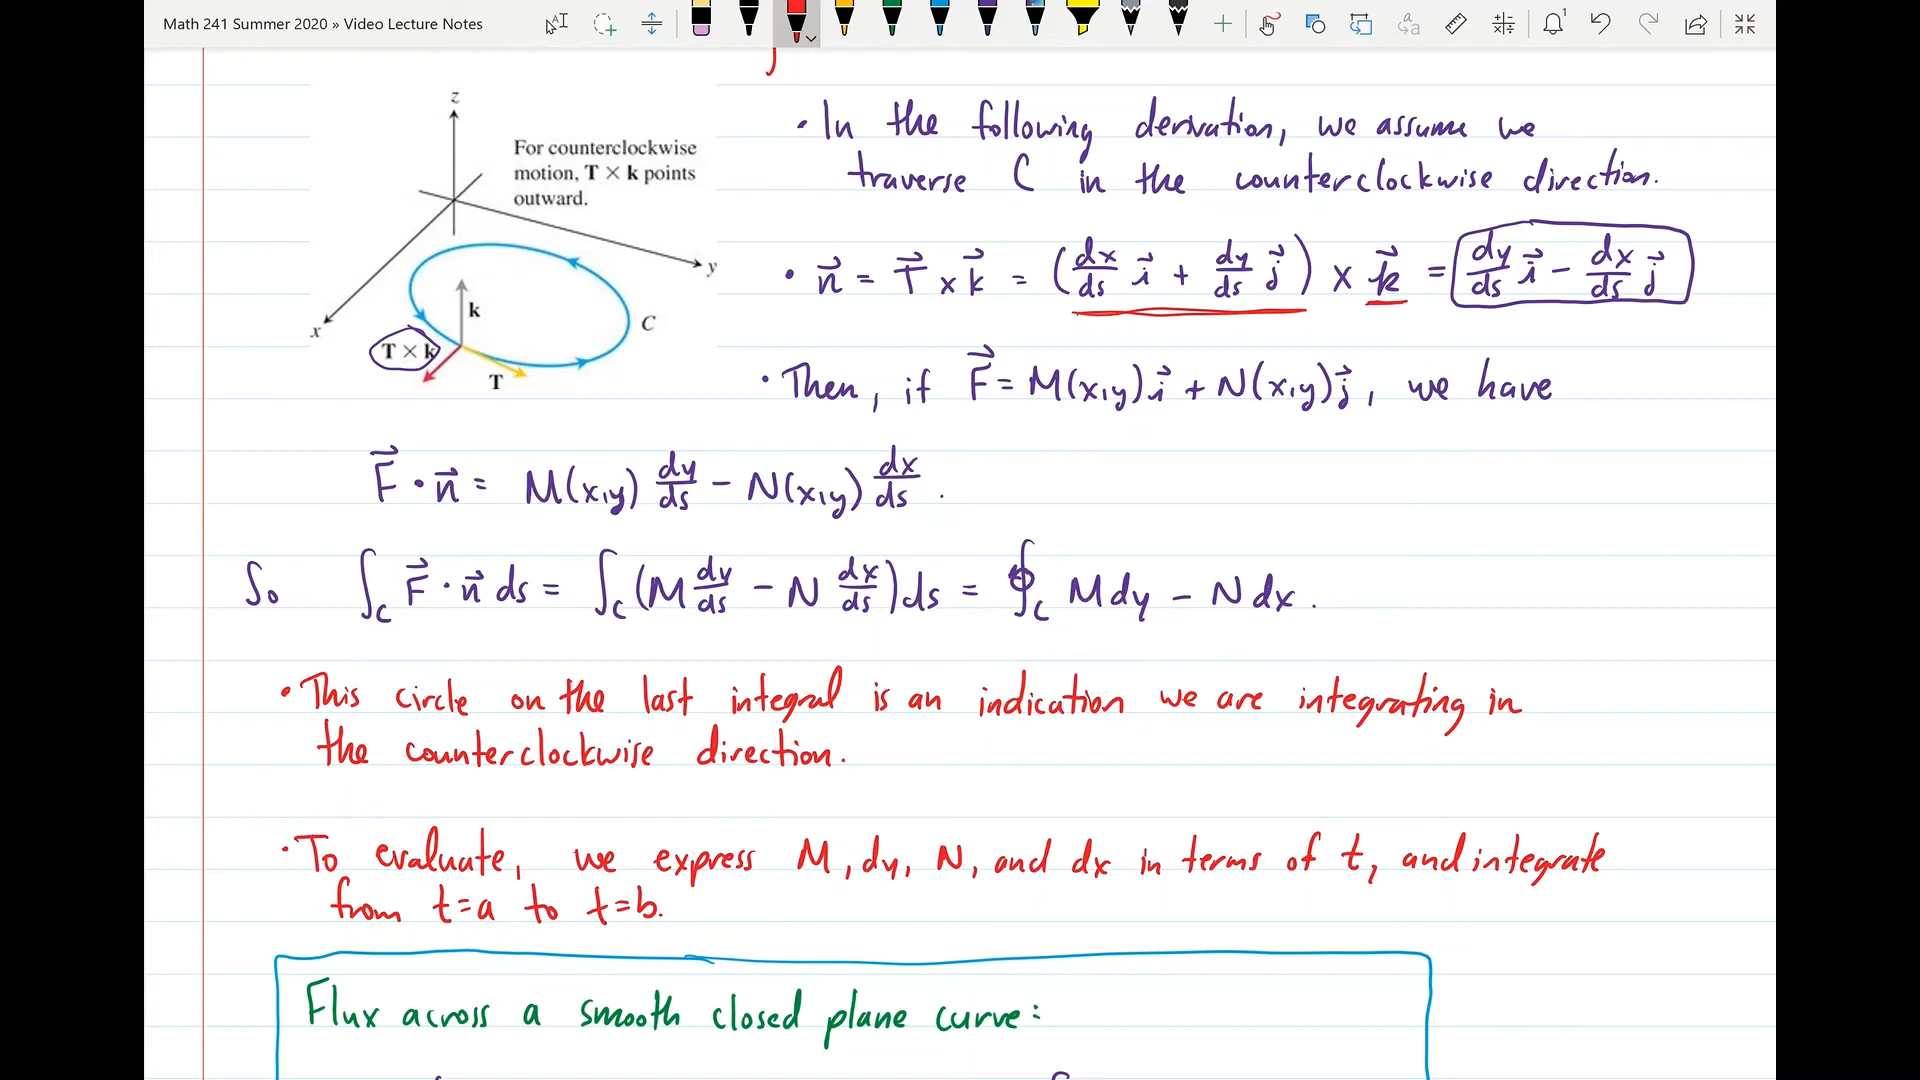 Math 241 Summer 2020 » Video Lecture Notes
z
For counterclockwise
motion, T × k points
outward.
y
x
k
C
T × k
T
• In the following derivation, we assume we
traverse C in the counterclockwise direction.
• n⃗ = T⃗ × k⃗ = (dx/ds i⃗ + dy/ds j⃗) × k⃗ = dy/ds i⃗ − dx/ds j⃗
• Then, if F⃗ = M(x,y) i⃗ + N(x,y) j⃗, we have
F⃗ · n⃗ = M(x,y) dy/ds − N(x,y) dx/ds.
So ∫_C F⃗ · n⃗ ds = ∫_C (M dy/ds − N dx/ds) ds = ∮_C M dy − N dx.
• This circle on the last integral is an indication we are integrating in
the counterclockwise direction.
• To evaluate, we express M, dy, N, and dx in terms of t, and integrate
from t=a to t=b.
Flux across a smooth closed plane curve: